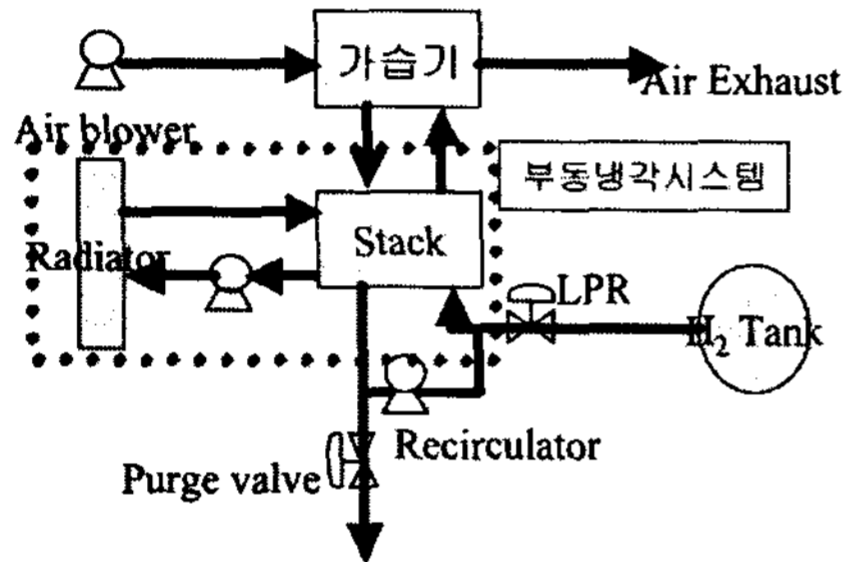 가습기
Air Exhaust
Air blower
부동냉각시스템
Stack
Radiator
LPR
H₂ Tank
Recirculator
Purge valve